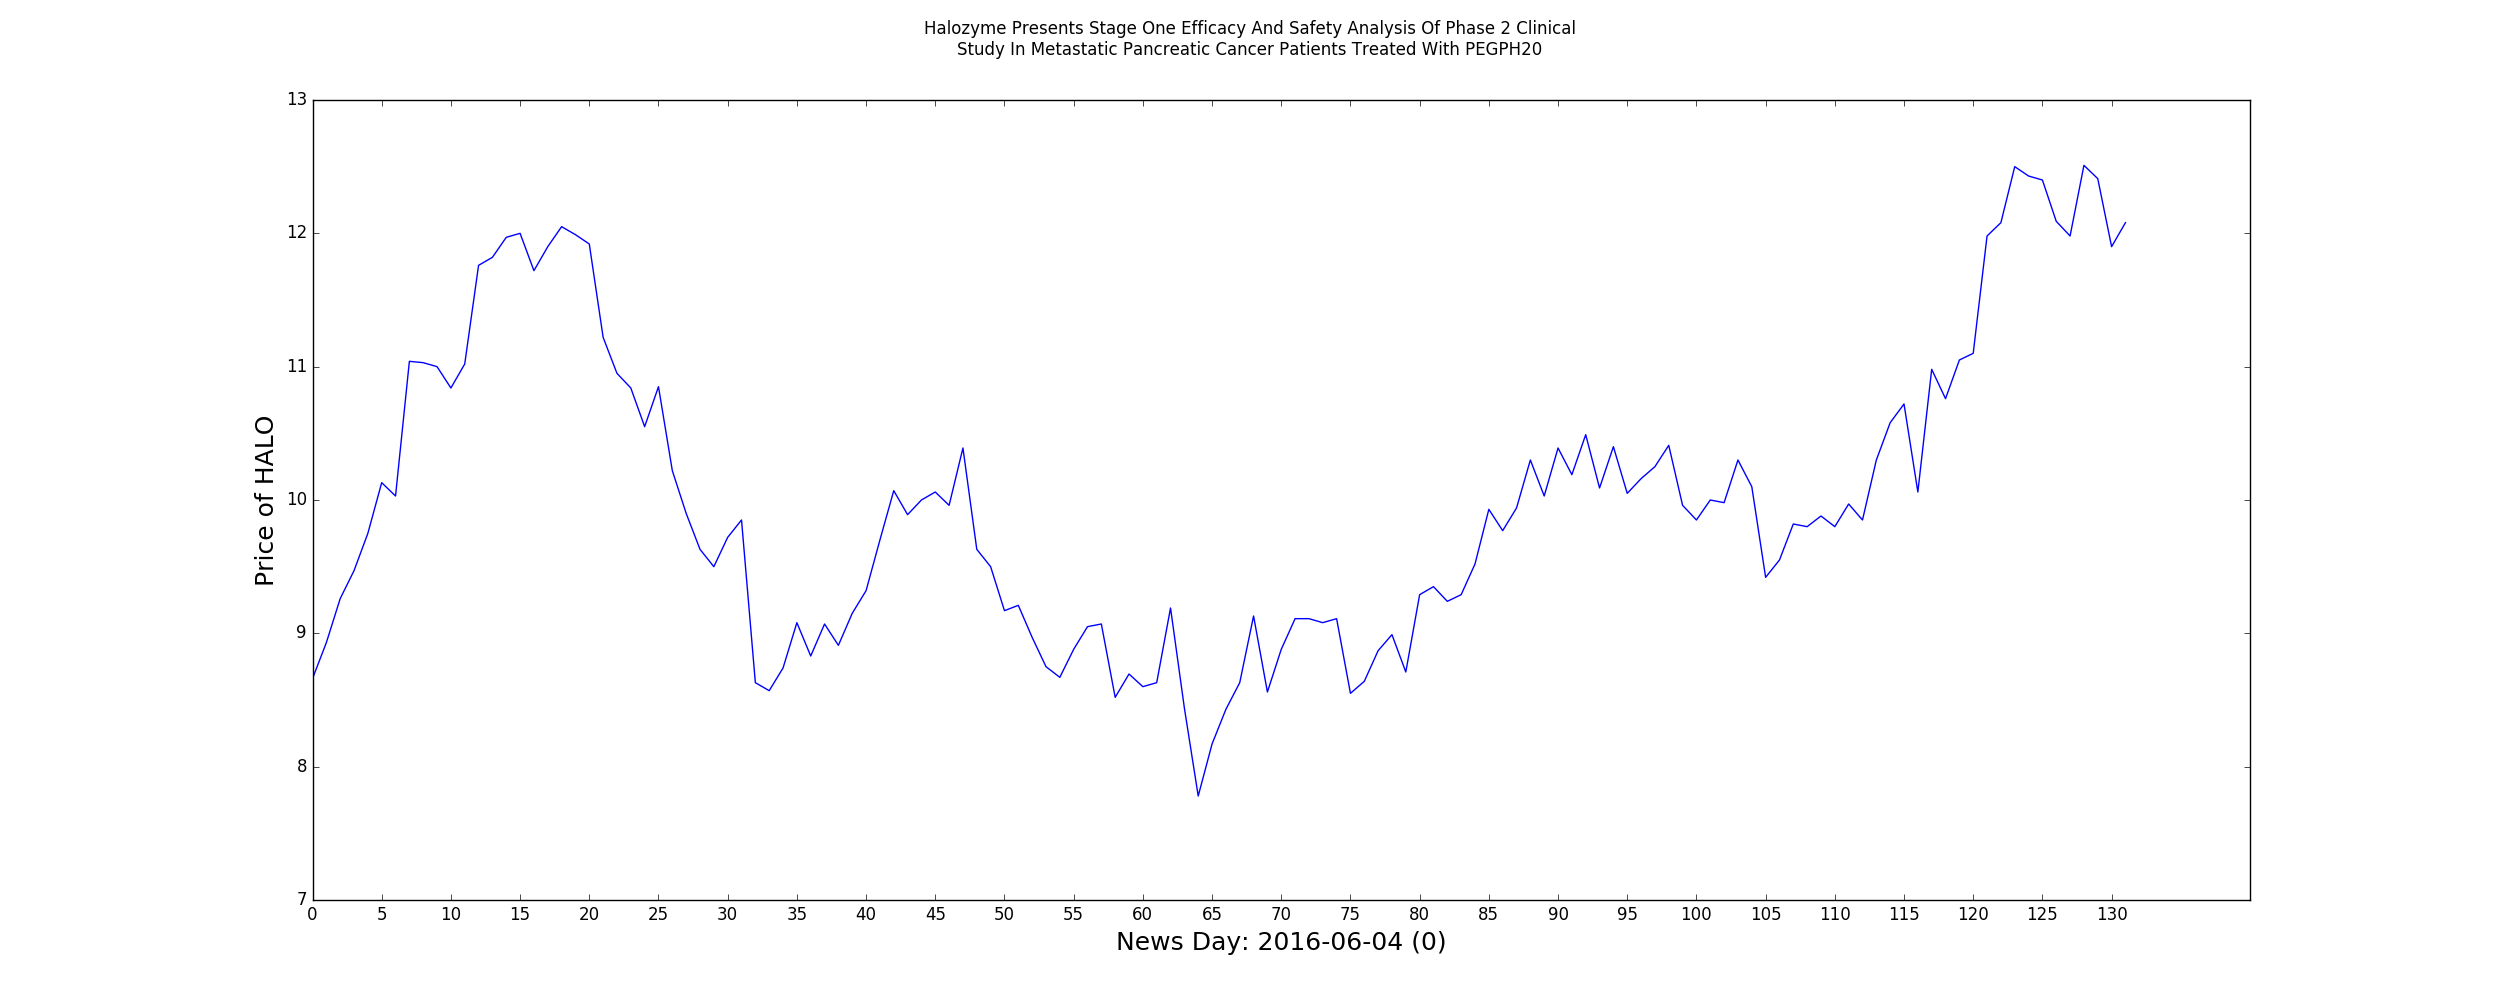 Halozyme Presents Stage One Efficacy And Safety Analysis Of Phase 2 Clinical
Study In Metastatic Pancreatic Cancer Patients Treated With PEGPH20
13
12
11
10
9
8
7
Price of HALO
0 5 10 15 20 25 30 35 40 45 50 55 60 65 70 75 80 85 90 95 100 105 110 115 120 125 130
News Day: 2016-06-04 (0)